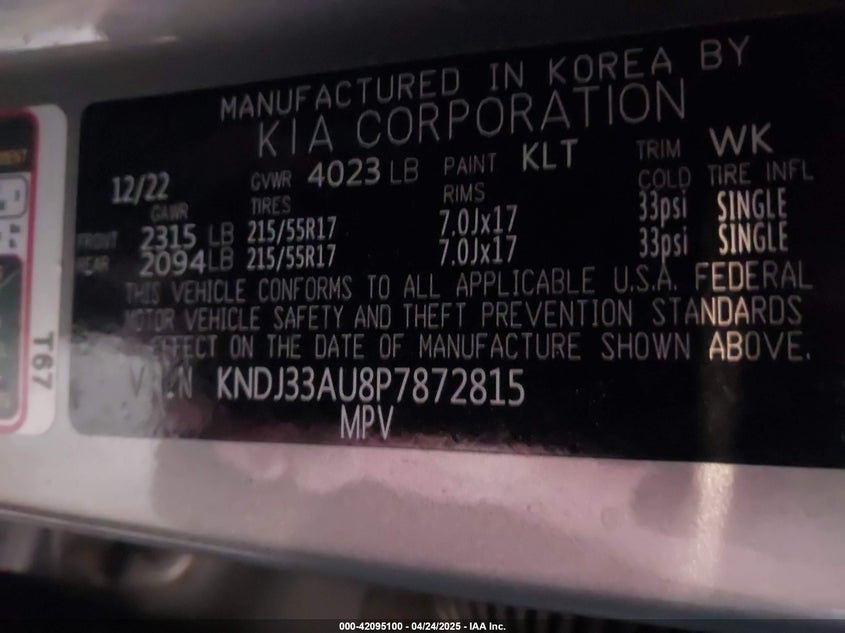 MANUFACTURED IN KOREA BY
KIA CORPORATION
12/22 GVWR 4023 LB PAINT KLT TRIM WK
GAWR TIRES RIMS COLD TIRE INFL
FRONT 2315 LB 215/55R17 7.0Jx17 33psi SINGLE
REAR 2094LB 215/55R17 7.0Jx17 33psi SINGLE
THIS VEHICLE CONFORMS TO ALL APPLICABLE U.S.A. FEDERAL
MOTOR VEHICLE SAFETY AND THEFT PREVENTION STANDARDS
EFFECT ON THE DATE OF MANUFACTURE SHOWN ABOVE.
KNDJ33AU8P7872815
MPV
T67
000-42095100 - 04/24/2025 - IAA Inc.